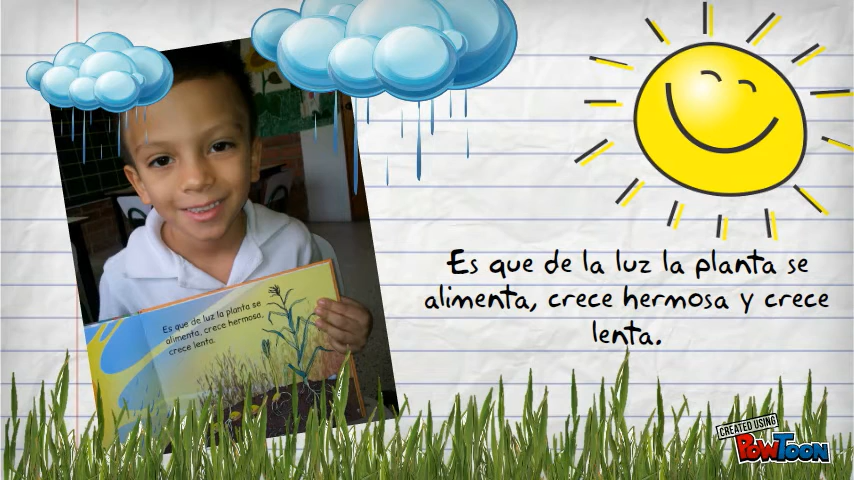 Es que de luz la planta se
alimenta, crece hermosa,
crece lenta.
Es que de la luz la planta se
alimenta, crece hermosa y crece
lenta.
CREATED USING
POWTOON